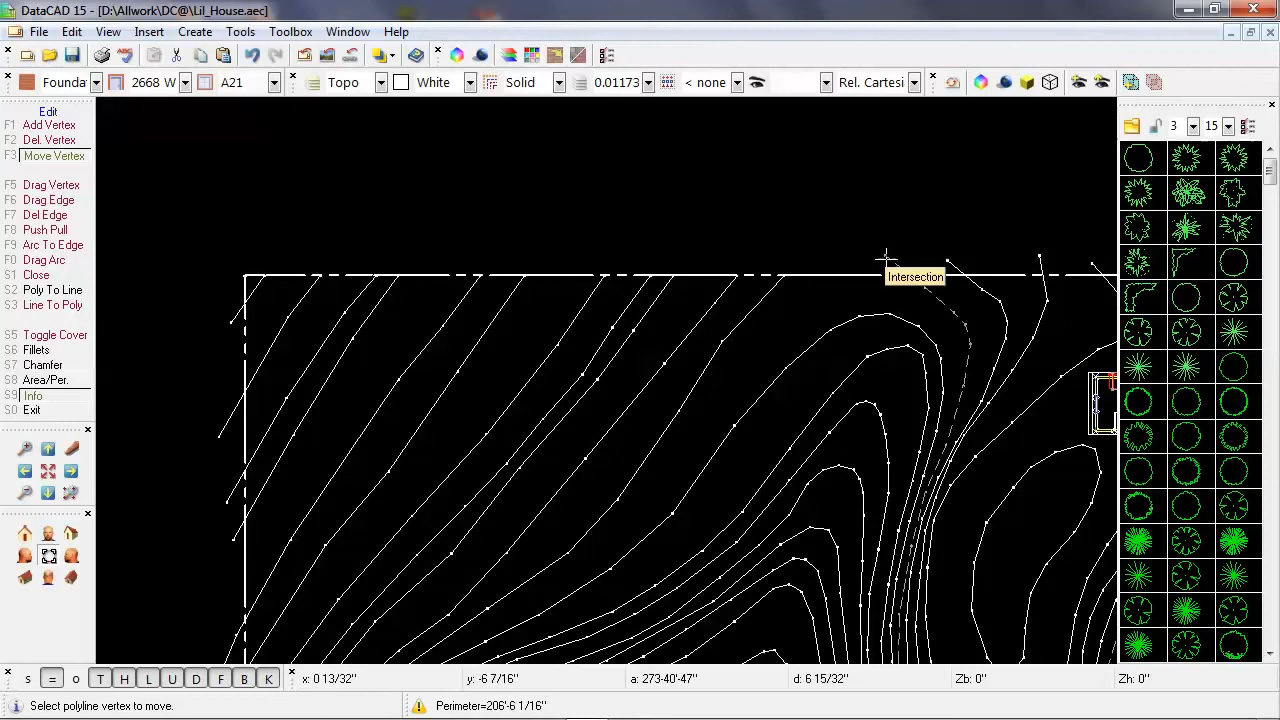 DataCAD 15 - [D:\Allwork\DC@\Lil_House.aec]
File Edit View Insert Create Tools Toolbox Window Help
Founda 2668 W A21 Topo White Solid 0.01173 < none Rel. Cartesi
Edit
F1 Add Vertex
F2 Del. Vertex
F3 Move Vertex
F5 Drag Vertex
F6 Drag Edge
F7 Del Edge
F8 Push Pull
F9 Arc To Edge
F0 Drag Arc
S1 Close
S2 Poly To Line
S3 Line To Poly
S5 Toggle Cover
S6 Fillets
S7 Chamfer
S8 Area/Per.
S9 Info
S0 Exit
3 15
Intersection
s = o T H L U D F B K x: 0 13/32" y: -6 7/16" a: 273-40-47" d: 6 15/32" Zb: 0" Zh: 0"
Select polyline vertex to move. Perimeter=206'-6 1/16"